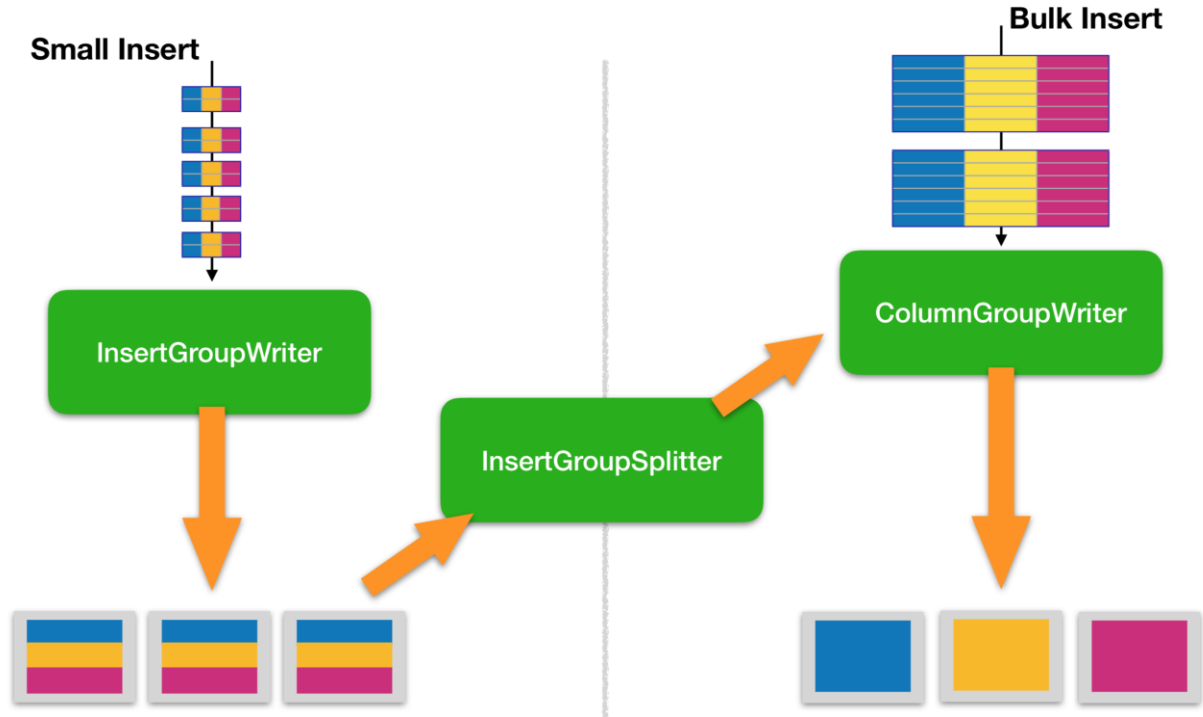 Small Insert
Bulk Insert
InsertGroupWriter
ColumnGroupWriter
InsertGroupSplitter